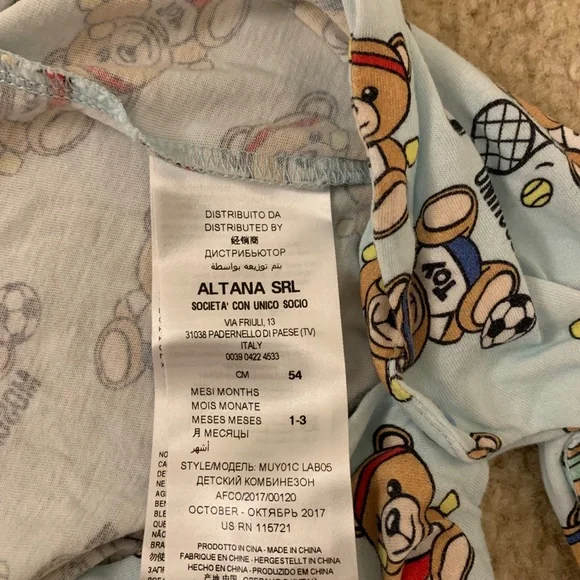 DISTRIBUITO DA
DISTRIBUTED BY
经销商
ДИСТРИБЬЮТОР
يتم توزيعه بواسطة
ALTANA SRL
SOCIETA' CON UNICO SOCIO
VIA FRIULI, 13
31038 PADERNELLO DI PAESE (TV)
ITALY
0039 0422 4533
CM 54
MESI MONTHS
MOIS MONATE
MESES MESES 1-3
月 МЕСЯЦЫ
أشهر
STYLE/МОДЕЛЬ: MUY01C LAB05
ДЕТСКИЙ КОМБИНЕЗОН
AFCO/2017/00120
OCTOBER - ОКТЯБРЬ 2017
US RN 115721
PRODOTTO IN CINA - MADE IN CHINA
FABRIQUE EN CHINE - HERGESTELLT IN CHINA
HECHO EN CHINA - PRODUZIDO EM CHINA
TOY